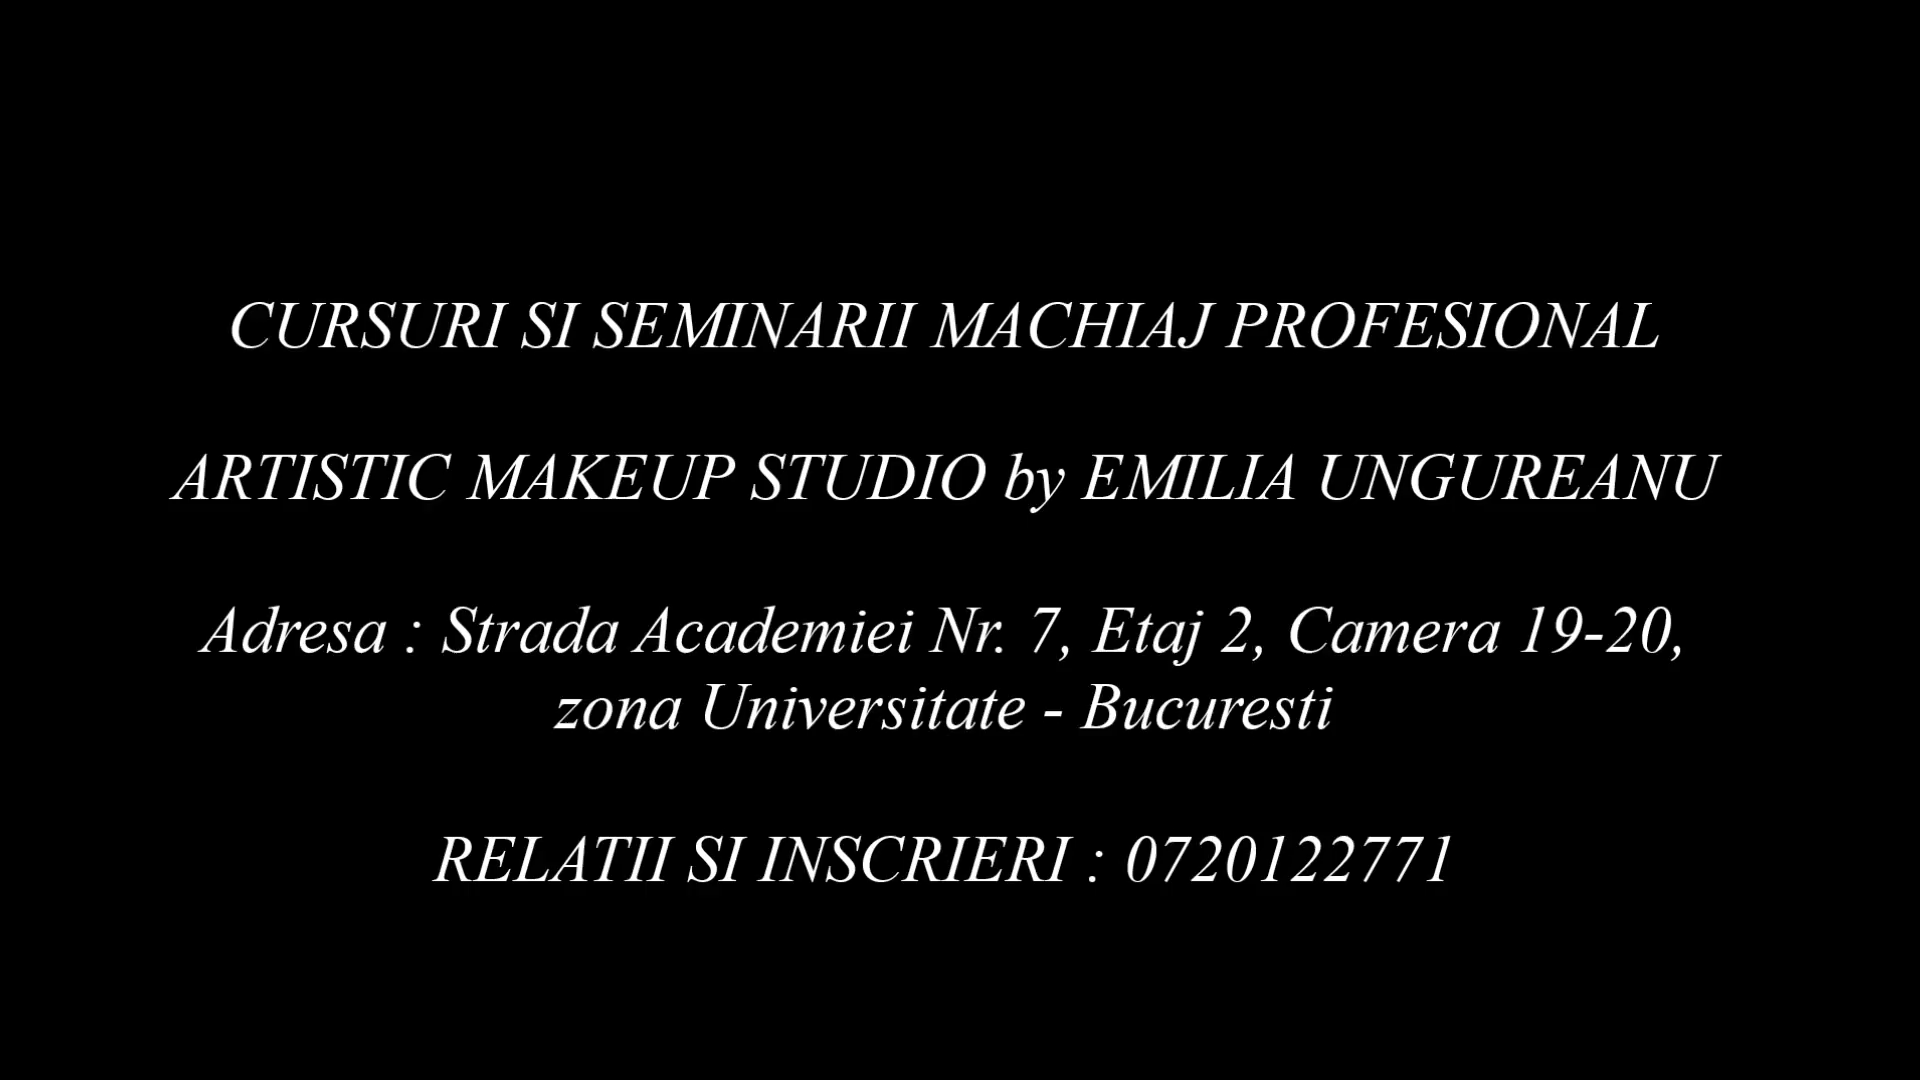 CURSURI SI SEMINARII MACHIAJ PROFESIONAL
ARTISTIC MAKEUP STUDIO by EMILIA UNGUREANU
Adresa : Strada Academiei Nr. 7, Etaj 2, Camera 19-20,
zona Universitate - Bucuresti
RELATII SI INSCRIERI : 0720122771